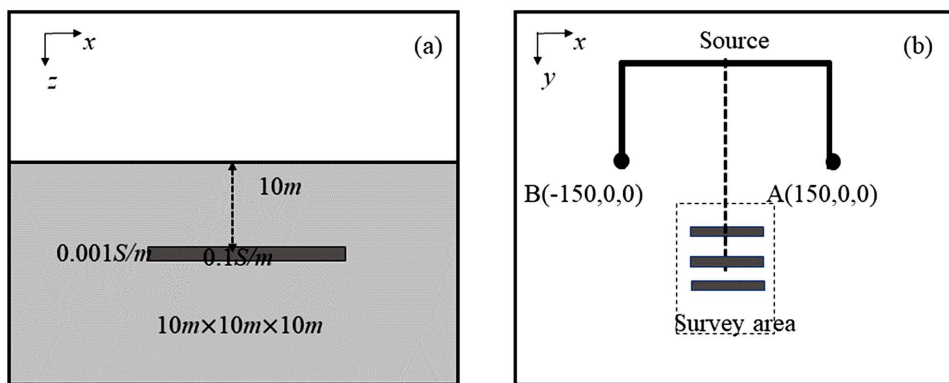 x
(a)
z
10m
0.001S/m
0.1S/m
10m×10m×10m
x
Source
(b)
y
B(-150,0,0)
A(150,0,0)
Survey area